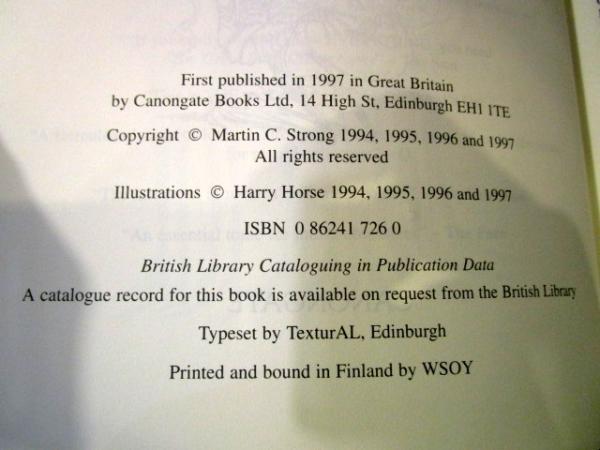 First published in 1997 in Great Britain
by Canongate Books Ltd, 14 High St, Edinburgh EH1 1TE
Copyright © Martin C. Strong 1994, 1995, 1996 and 1997
All rights reserved
Illustrations © Harry Horse 1994, 1995, 1996 and 1997
ISBN 0 86241 726 0
British Library Cataloguing in Publication Data
A catalogue record for this book is available on request from the British Library
Typeset by TexturAL, Edinburgh
Printed and bound in Finland by WSOY